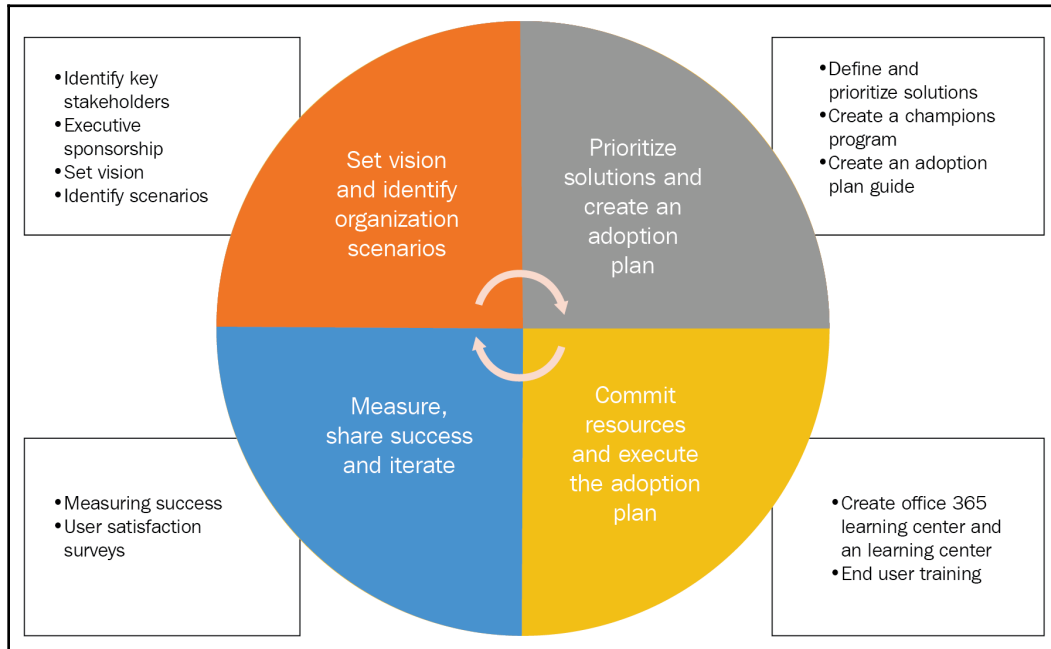 •Identify key
stakeholders
•Executive
sponsorship
•Set vision
•Identify scenarios
Set vision
and identify
organization
scenarios
Prioritize
solutions and
create an
adoption
plan
•Define and
prioritize solutions
•Create a champions
program
•Create an adoption
plan guide
•Measuring success
•User satisfaction
surveys
Measure,
share success
and iterate
Commit
resources
and execute
the adoption
plan
•Create office 365
learning center and
an learning center
•End user training